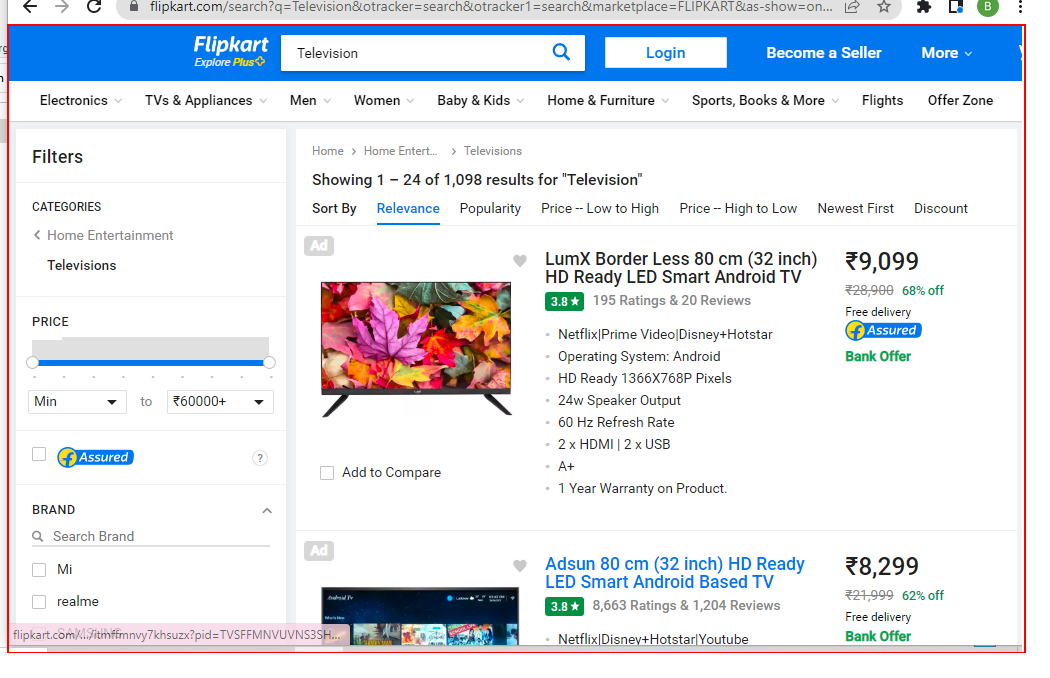 flipkart.com/search?q=Television&otracker=search&otracker1=search&marketplace=FLIPKART&as-show=on...
B
Flipkart
Explore Plus
Television
Login
Become a Seller
More
Electronics
TVs & Appliances
Men
Women
Baby & Kids
Home & Furniture
Sports, Books & More
Flights
Offer Zone
Filters
CATEGORIES
Home Entertainment
Televisions
PRICE
Min
to
₹60000+
f Assured
?
BRAND
Search Brand
Mi
realme
SAMSUNG
flipkart.com/.../itmffmnvy7khsuzx?pid=TVSFFMNVUVNS3SH...
Home > Home Entert... > Televisions
Showing 1 – 24 of 1,098 results for "Television"
Sort By Relevance Popularity Price -- Low to High Price -- High to Low Newest First Discount
Ad
LumX Border Less 80 cm (32 inch)
HD Ready LED Smart Android TV
3.8 ★ 195 Ratings & 20 Reviews
Netflix|Prime Video|Disney+Hotstar
Operating System: Android
HD Ready 1366X768P Pixels
24w Speaker Output
60 Hz Refresh Rate
2 x HDMI | 2 x USB
A+
1 Year Warranty on Product.
₹9,099
₹28,900 68% off
Free delivery
f Assured
Bank Offer
Add to Compare
Ad
Adsun 80 cm (32 inch) HD Ready
LED Smart Android Based TV
3.8 ★ 8,663 Ratings & 1,204 Reviews
Netflix|Disney+Hotstar|Youtube
₹8,299
₹21,999 62% off
Free delivery
Bank Offer
Android Tv